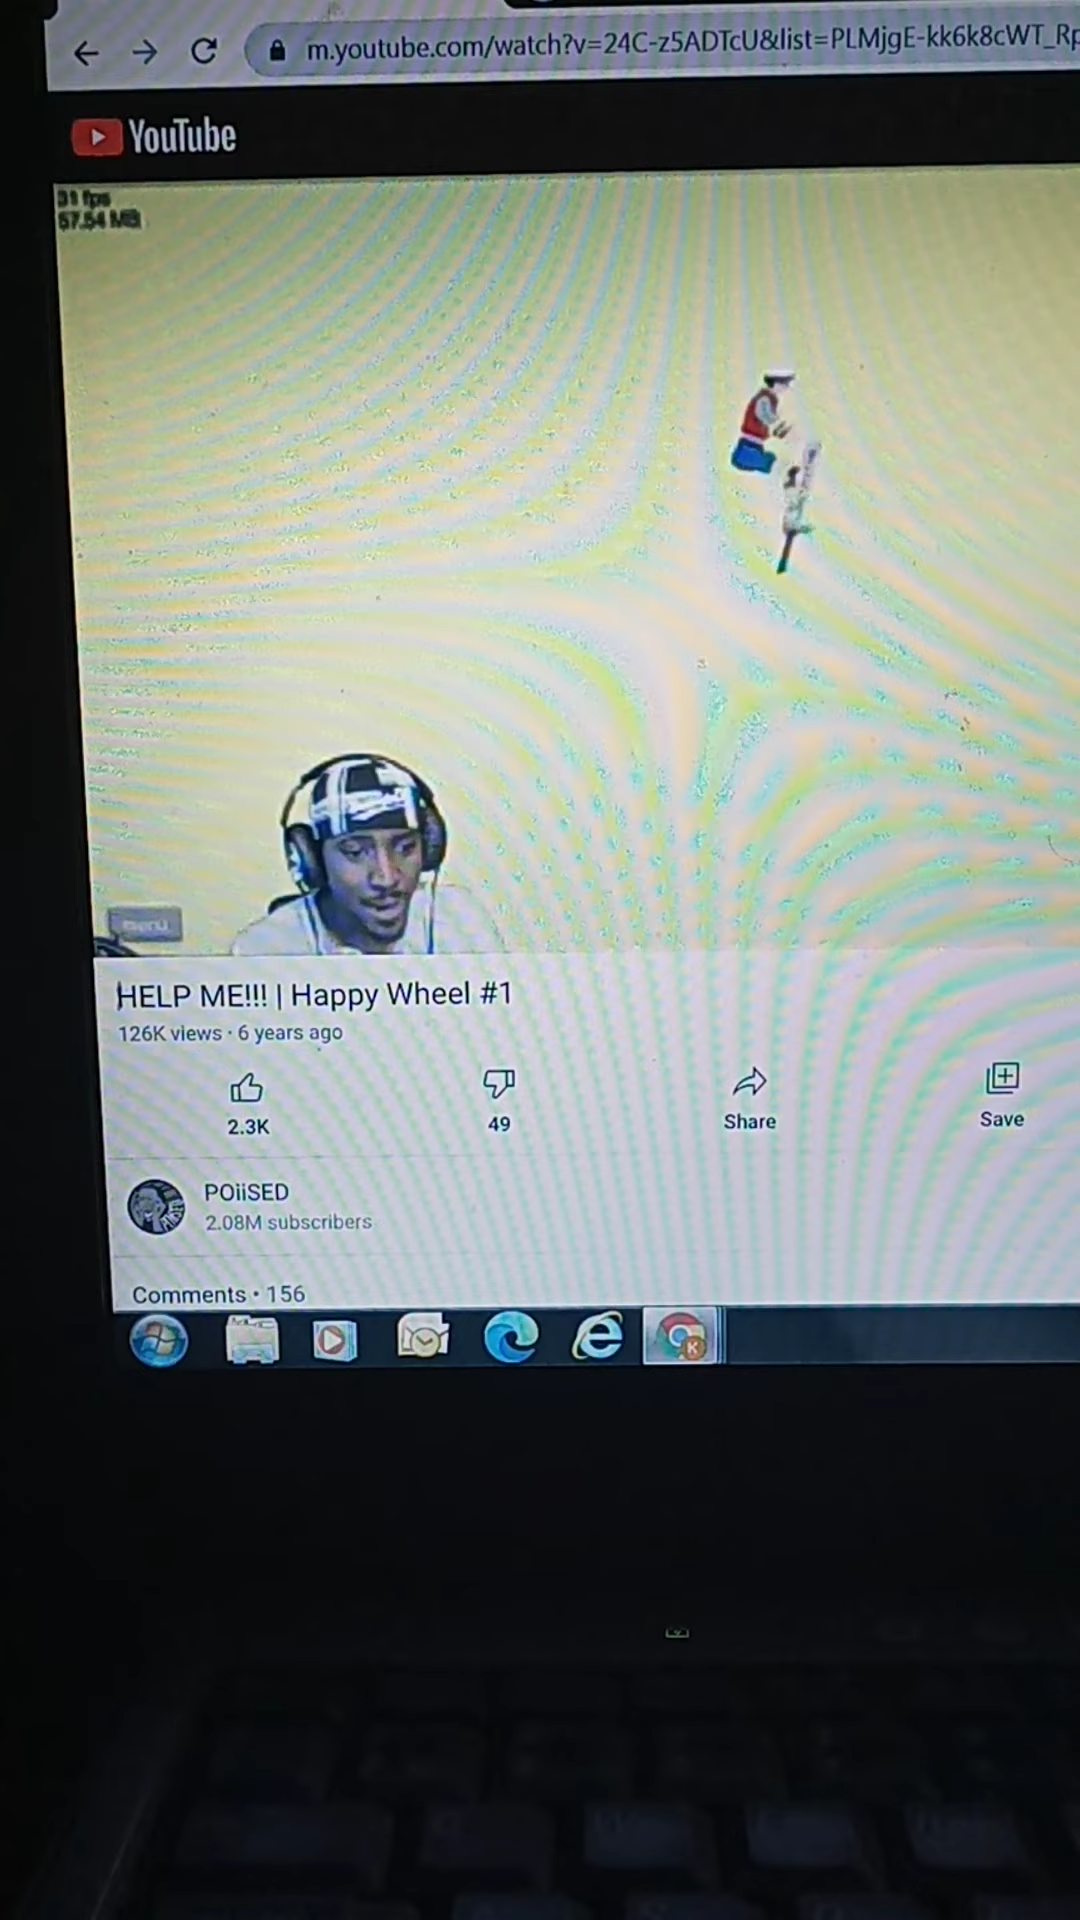 m.youtube.com/watch?v=24C-z5ADTcU&list=PLMjgE-kk6k8cWT_Rp
YouTube
31 fps
57.54 MB
menu
HELP ME!!! | Happy Wheel #1
126K views · 6 years ago
2.3K
49
Share
Save
POiiSED
2.08M subscribers
Comments • 156
K